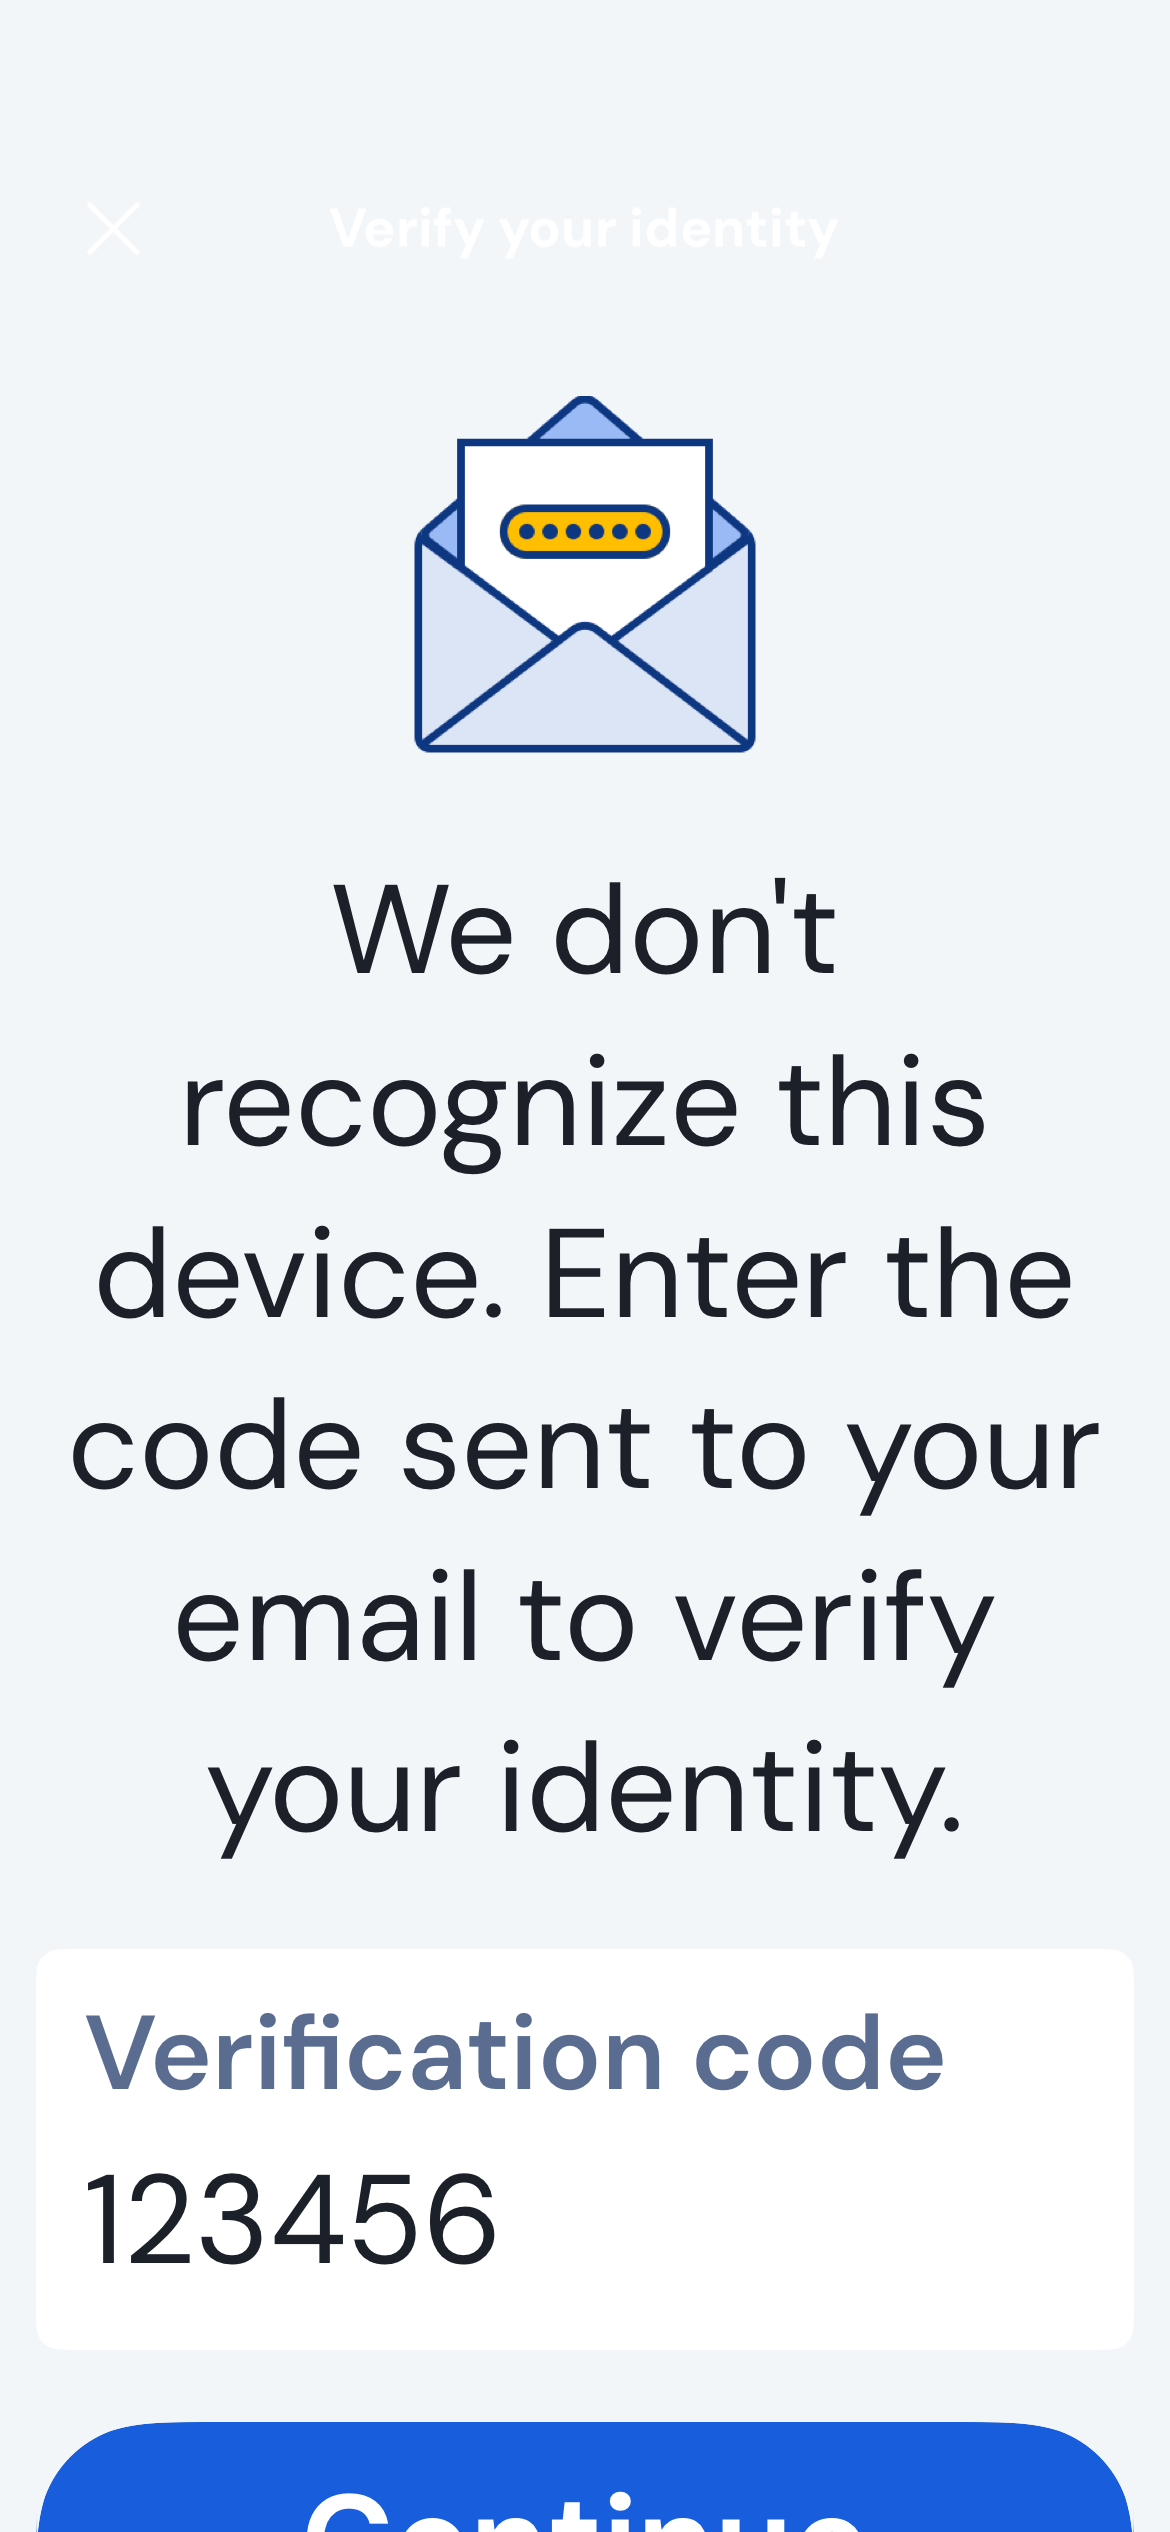 Verify your identity
We don't
recognize this
device. Enter the
code sent to your
email to verify
your identity.
Verification code
123456
Continue